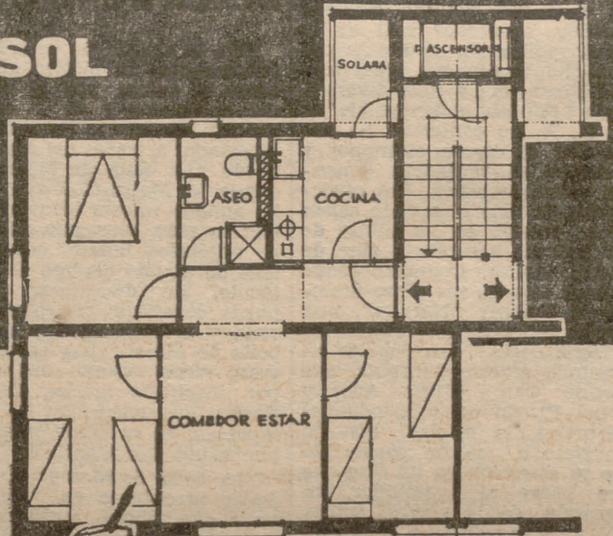 SOL
SOLANA
ASCENSOR
ASEO
COCINA
COMEDOR ESTAR